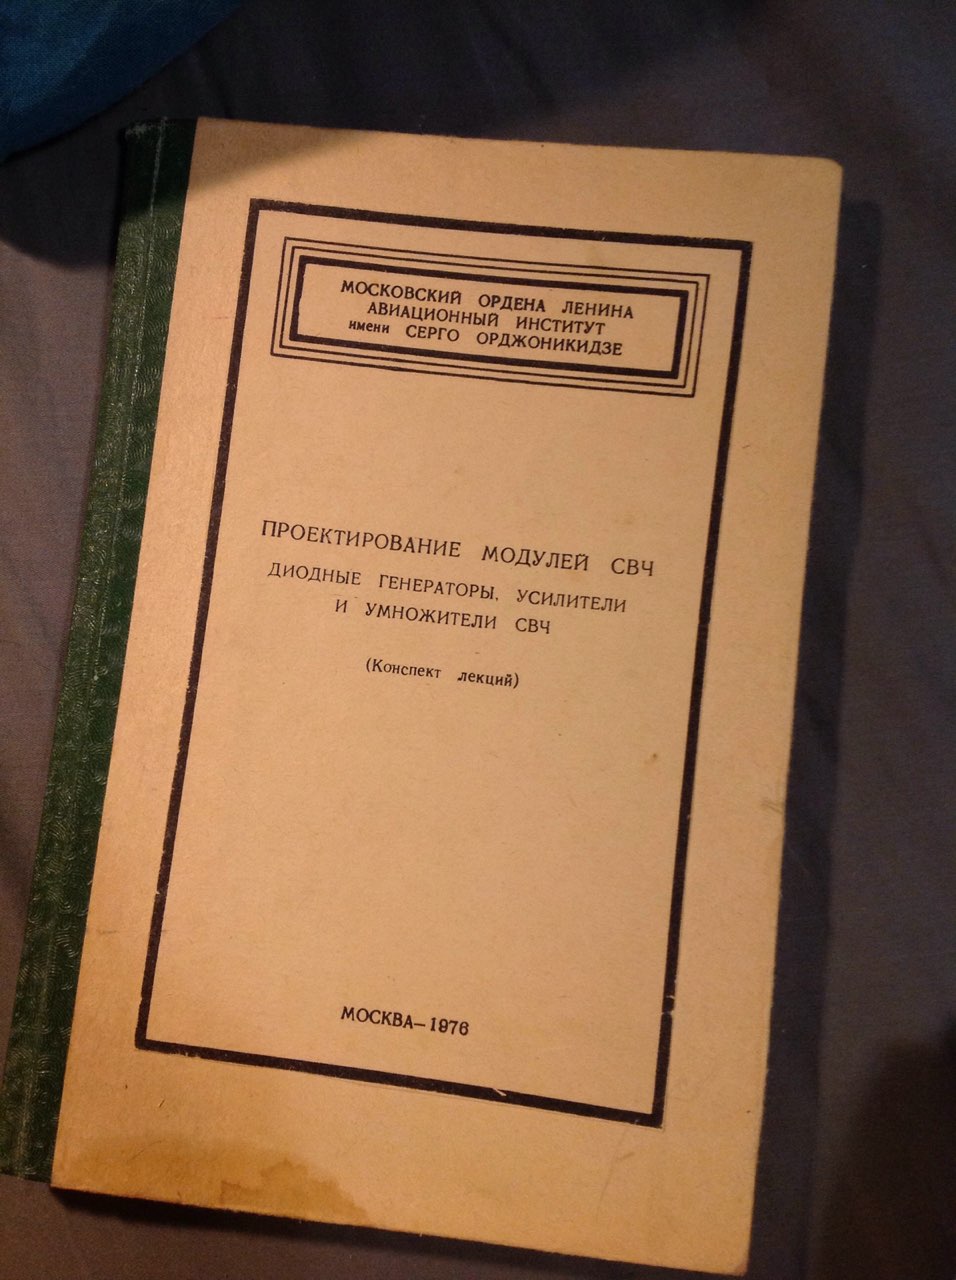 МОСКОВСКИЙ ОРДЕНА ЛЕНИНА
АВИАЦИОННЫЙ ИНСТИТУТ
имени СЕРГО ОРДЖОНИКИДЗЕ
ПРОЕКТИРОВАНИЕ МОДУЛЕЙ СВЧ
ДИОДНЫЕ ГЕНЕРАТОРЫ, УСИЛИТЕЛИ
И УМНОЖИТЕЛИ СВЧ
(Конспект лекций)
МОСКВА—1976